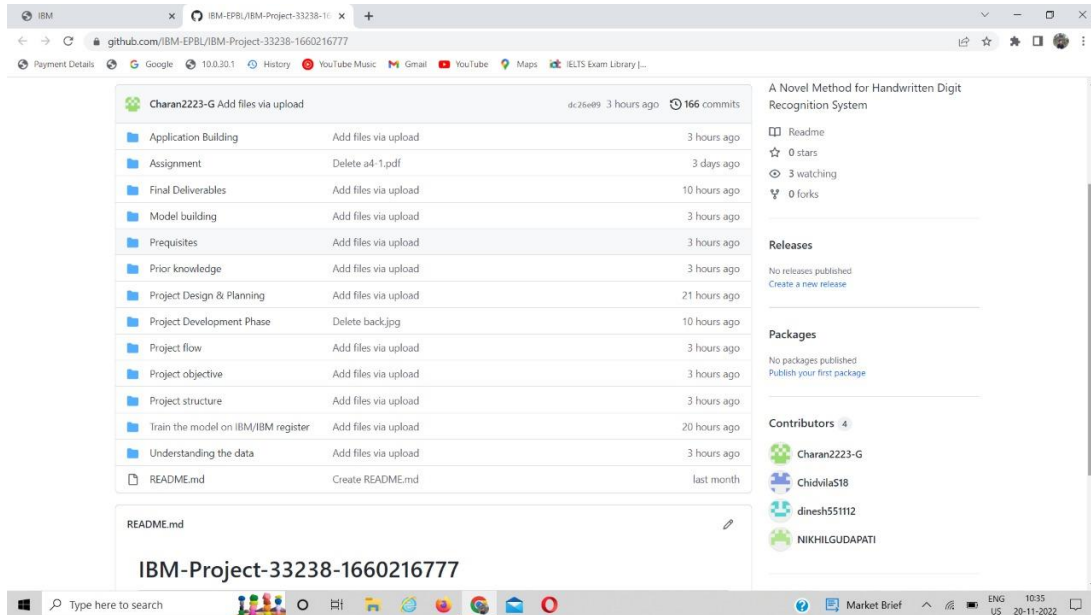 IBM
IBM-EPBL/IBM-Project-33238-16
github.com/IBM-EPBL/IBM-Project-33238-1660216777
Payment Details Google 10.0.30.1 History YouTube Music Gmail YouTube Maps IELTS Exam Library |...
Charan2223-G Add files via upload dc26e09 3 hours ago 166 commits
Application Building Add files via upload 3 hours ago
Assignment Delete a4-1.pdf 3 days ago
Final Deliverables Add files via upload 10 hours ago
Model building Add files via upload 3 hours ago
Prequisites Add files via upload 3 hours ago
Prior knowledge Add files via upload 3 hours ago
Project Design & Planning Add files via upload 21 hours ago
Project Development Phase Delete back.jpg 10 hours ago
Project flow Add files via upload 3 hours ago
Project objective Add files via upload 3 hours ago
Project structure Add files via upload 3 hours ago
Train the model on IBM/IBM register Add files via upload 20 hours ago
Understanding the data Add files via upload 3 hours ago
README.md Create README.md last month
README.md
IBM-Project-33238-1660216777
A Novel Method for Handwritten Digit
Recognition System
Readme
0 stars
3 watching
0 forks
Releases
No releases published
Create a new release
Packages
No packages published
Publish your first package
Contributors 4
Charan2223-G
ChidvilaS18
dinesh551112
NIKHILGUDAPATI
Type here to search
Market Brief
ENG
US
10:35
20-11-2022